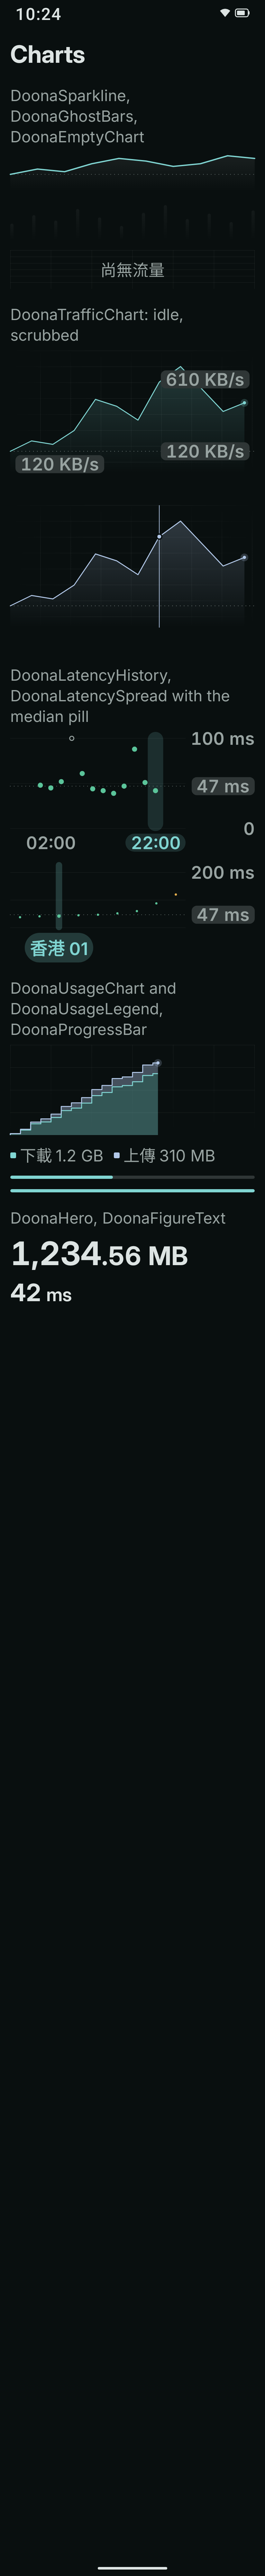 10:24
Charts
DoonaSparkline,
DoonaGhostBars,
DoonaEmptyChart
尚無流量
DoonaTrafficChart: idle,
scrubbed
610 KB/s
120 KB/s
120 KB/s
DoonaLatencyHistory,
DoonaLatencySpread with the
median pill
100 ms
47 ms
0
02:00
22:00
200 ms
47 ms
香港 01
DoonaUsageChart and
DoonaUsageLegend,
DoonaProgressBar
下載 1.2 GB
上傳 310 MB
DoonaHero, DoonaFigureText
1,234.56 MB
42 ms